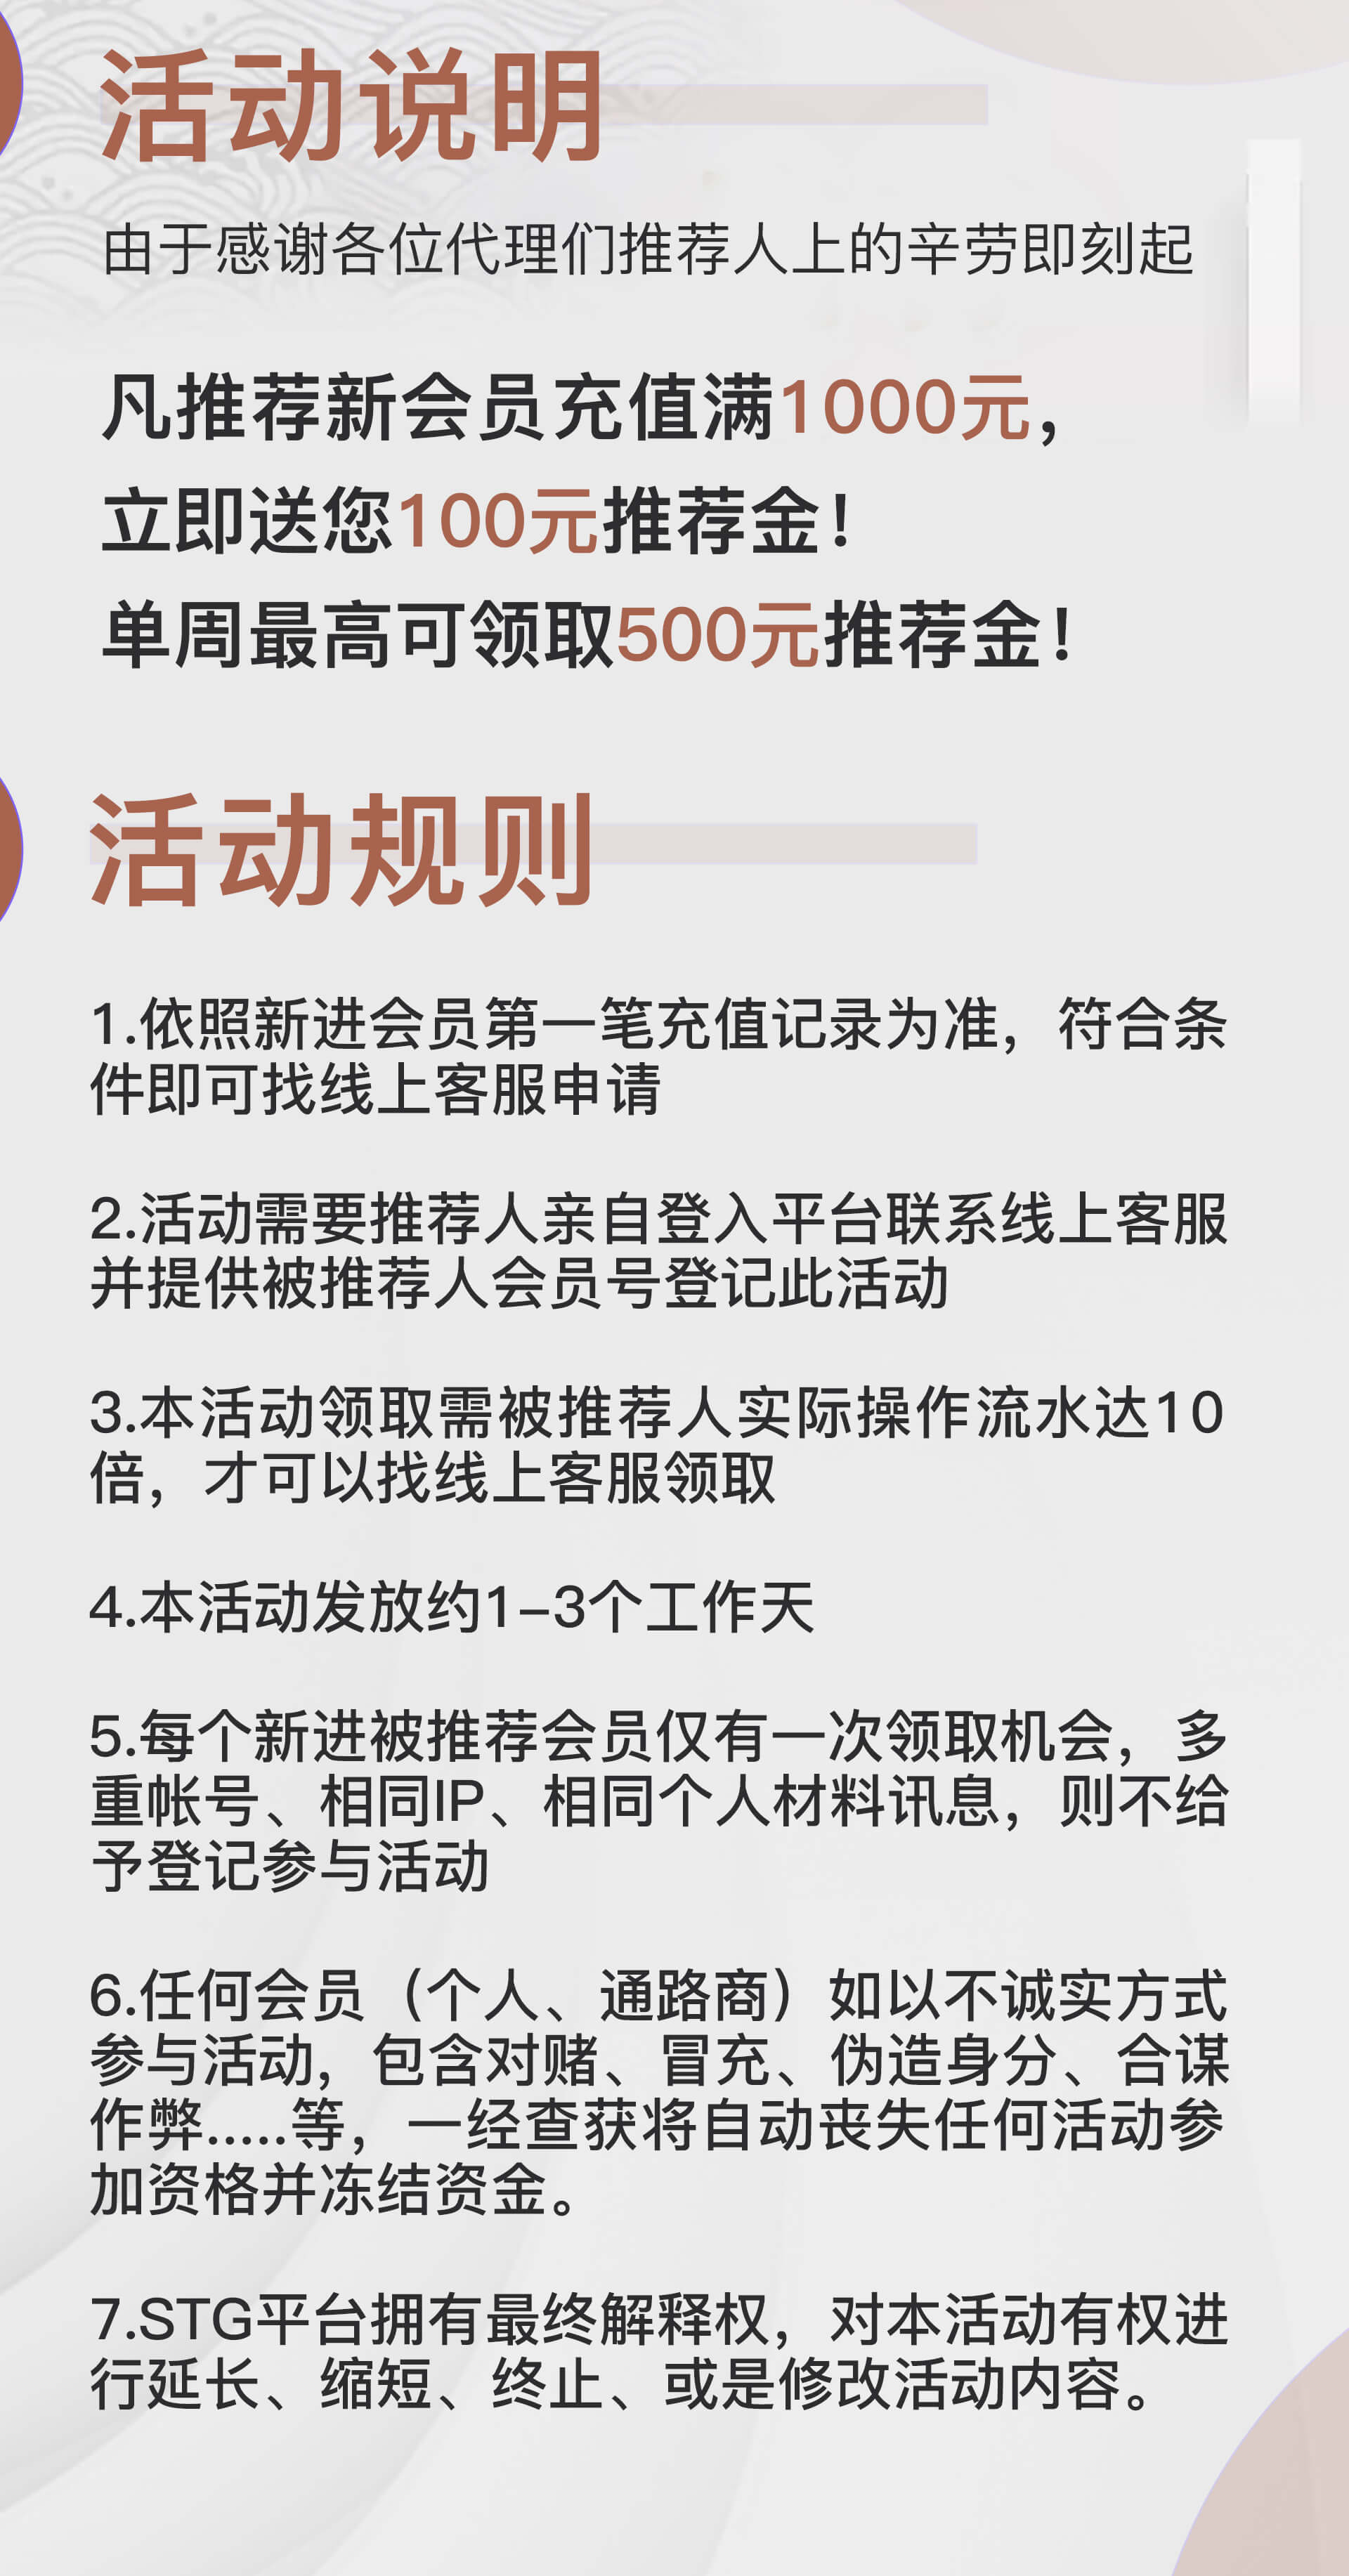 活动说明
由于感谢各位代理们推荐人上的辛劳即刻起
凡推荐新会员充值满1000元，
立即送您100元推荐金！
单周最高可领取500元推荐金！
活动规则
1.依照新进会员第一笔充值记录为准，符合条
件即可找线上客服申请
2.活动需要推荐人亲自登入平台联系线上客服
并提供被推荐人会员号登记此活动
3.本活动领取需被推荐人实际操作流水达10
倍，才可以找线上客服领取
4.本活动发放约1–3个工作天
5.每个新进被推荐会员仅有一次领取机会，多
重帐号、相同IP、相同个人材料讯息，则不给
予登记参与活动
6.任何会员（个人、通路商）如以不诚实方式
参与活动，包含对赌、冒充、伪造身分、合谋
作弊.....等，一经查获将自动丧失任何活动参
加资格并冻结资金。
7.STG平台拥有最终解释权，对本活动有权进
行延长、缩短、终止、或是修改活动内容。